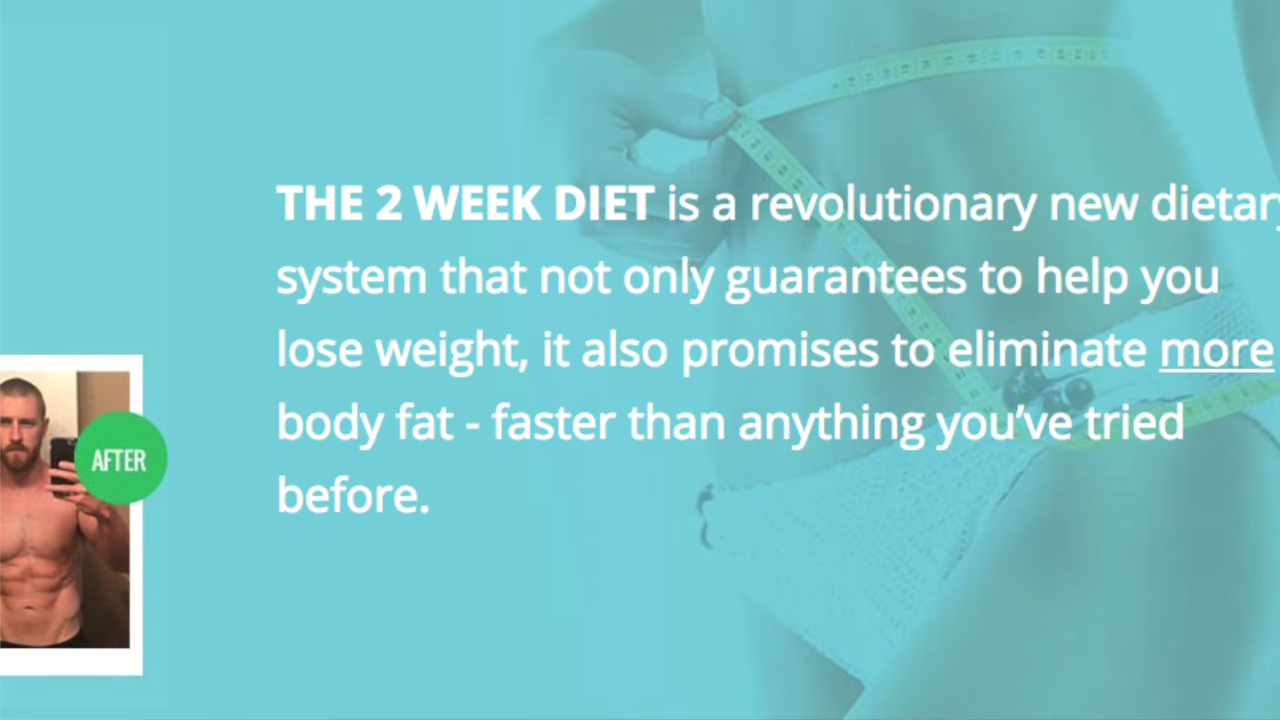 THE 2 WEEK DIET is a revolutionary new dietary
system that not only guarantees to help you
lose weight, it also promises to eliminate more
body fat - faster than anything you’ve tried
before.
AFTER